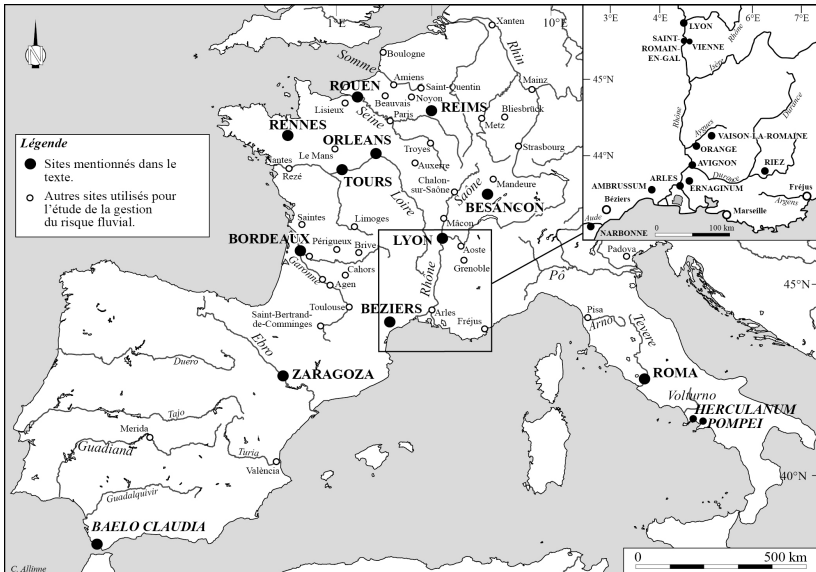 1°E
10°E
Xanten
Boulogne
Somme
Rhin
Amiens
Saint-Quentin
Mainz
45°N
ROUEN
Beauvais
Noyon
REIMS
Lisieux
Seine
Paris
Metz
Bliesbrück
RENNES
ORLEANS
Troyes
Strasbourg
44°N
Légende
Sites mentionnés dans le
texte.
Autres sites utilisés pour
l'étude de la gestion
du risque fluvial.
Nantes
Rezé
Le Mans
TOURS
Auxerre
Chalon-
sur-Saône
Saône
Mandeure
BESANCON
Loire
Saintes
Limoges
Mâcon
BORDEAUX
Périgueux
Brive
LYON
Aoste
Grenoble
Garonne
Cahors
Agen
Rhone
Toulouse
Saint-Bertrand-
de-Comminges
BEZIERS
Arles
Fréjus
Padova
Pô
45°N
Pisa
Arno
Tevere
Ebro
ZARAGOZA
Duero
ROMA
Volturno
HERCULANUM
POMPEI
Tajo
Merida
Guadiana
Turia
València
40°N
Guadalquivir
BAELO CLAUDIA
C. Allinne
0 500 km
3°E
4°E
6°E
7°E
LYON
Rhône
SAINT-
ROMAIN-
EN-GAL
VIENNE
Isère
Rhône
Durance
Aygues
VAISON-LA-ROMAINE
ORANGE
AVIGNON
RIEZ
Durance
ARLES
ERNAGINUM
AMBRUSSUM
Béziers
Fréjus
Argens
Marseille
Aude
NARBONNE
0 100 km